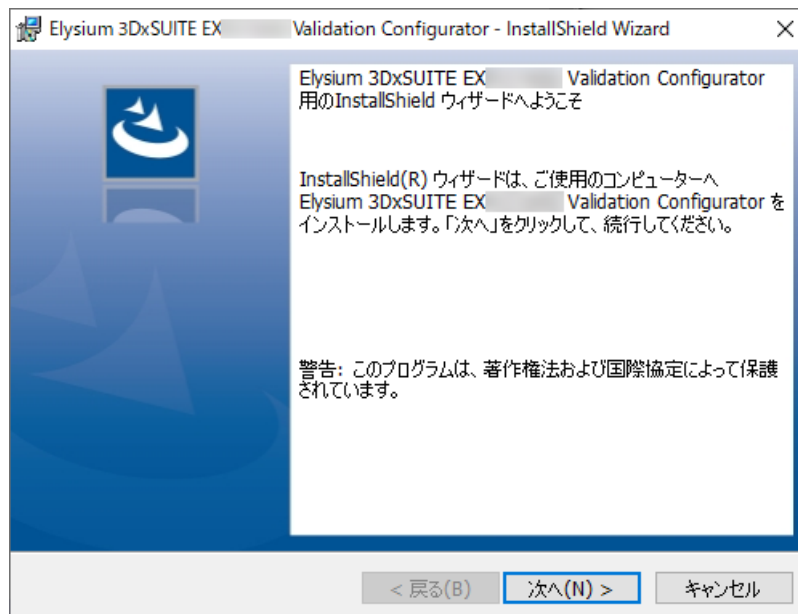 Elysium 3DxSUITE EX Validation Configurator - InstallShield Wizard
Elysium 3DxSUITE EX Validation Configurator
用のInstallShield ウィザードへようこそ
InstallShield(R) ウィザードは、ご使用のコンピューターへ
Elysium 3DxSUITE EX Validation Configurator を
インストールします。「次へ」をクリックして、続行してください。
警告: このプログラムは、著作権法および国際協定によって保護
されています。
< 戻る(B)
次へ(N) >
キャンセル